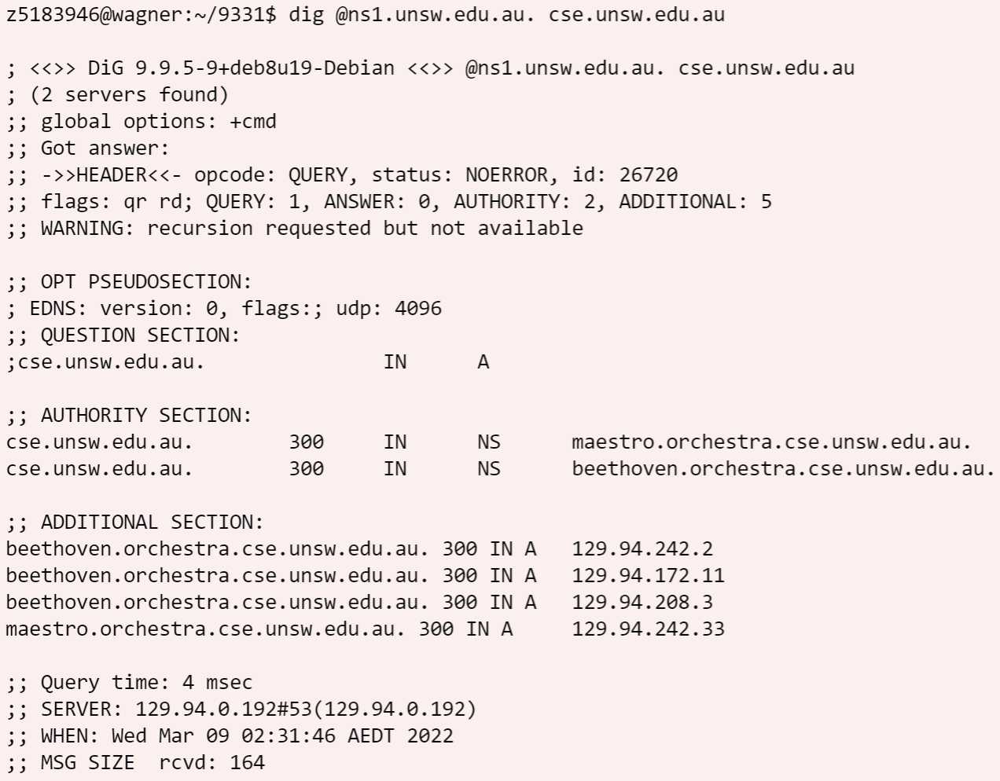 z5183946@wagner:~/9331$ dig @ns1.unsw.edu.au. cse.unsw.edu.au
; <<>> DiG 9.9.5-9+deb8u19-Debian <<>> @ns1.unsw.edu.au. cse.unsw.edu.au
; (2 servers found)
;; global options: +cmd
;; Got answer:
;; ->>HEADER<<- opcode: QUERY, status: NOERROR, id: 26720
;; flags: qr rd; QUERY: 1, ANSWER: 0, AUTHORITY: 2, ADDITIONAL: 5
;; WARNING: recursion requested but not available
;; OPT PSEUDOSECTION:
; EDNS: version: 0, flags:; udp: 4096
;; QUESTION SECTION:
;cse.unsw.edu.au. IN A
;; AUTHORITY SECTION:
cse.unsw.edu.au. 300 IN NS maestro.orchestra.cse.unsw.edu.au.
cse.unsw.edu.au. 300 IN NS beethoven.orchestra.cse.unsw.edu.au.
;; ADDITIONAL SECTION:
beethoven.orchestra.cse.unsw.edu.au. 300 IN A 129.94.242.2
beethoven.orchestra.cse.unsw.edu.au. 300 IN A 129.94.172.11
beethoven.orchestra.cse.unsw.edu.au. 300 IN A 129.94.208.3
maestro.orchestra.cse.unsw.edu.au. 300 IN A 129.94.242.33
;; Query time: 4 msec
;; SERVER: 129.94.0.192#53(129.94.0.192)
;; WHEN: Wed Mar 09 02:31:46 AEDT 2022
;; MSG SIZE  rcvd: 164